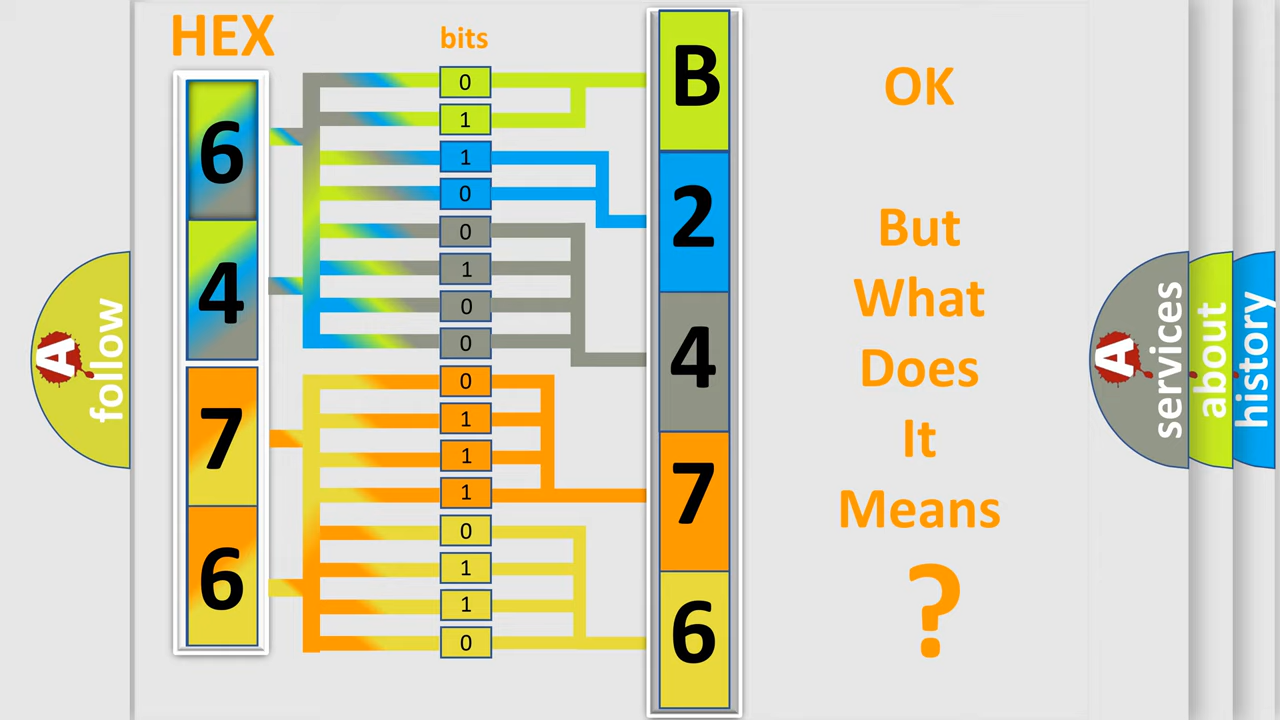 HEX
bits
6
4
7
6
0
1
1
0
0
1
0
0
0
1
1
1
0
1
1
0
B
2
4
7
6
OK
But
What
Does
It
Means
?
A
follow
A
services
about
history